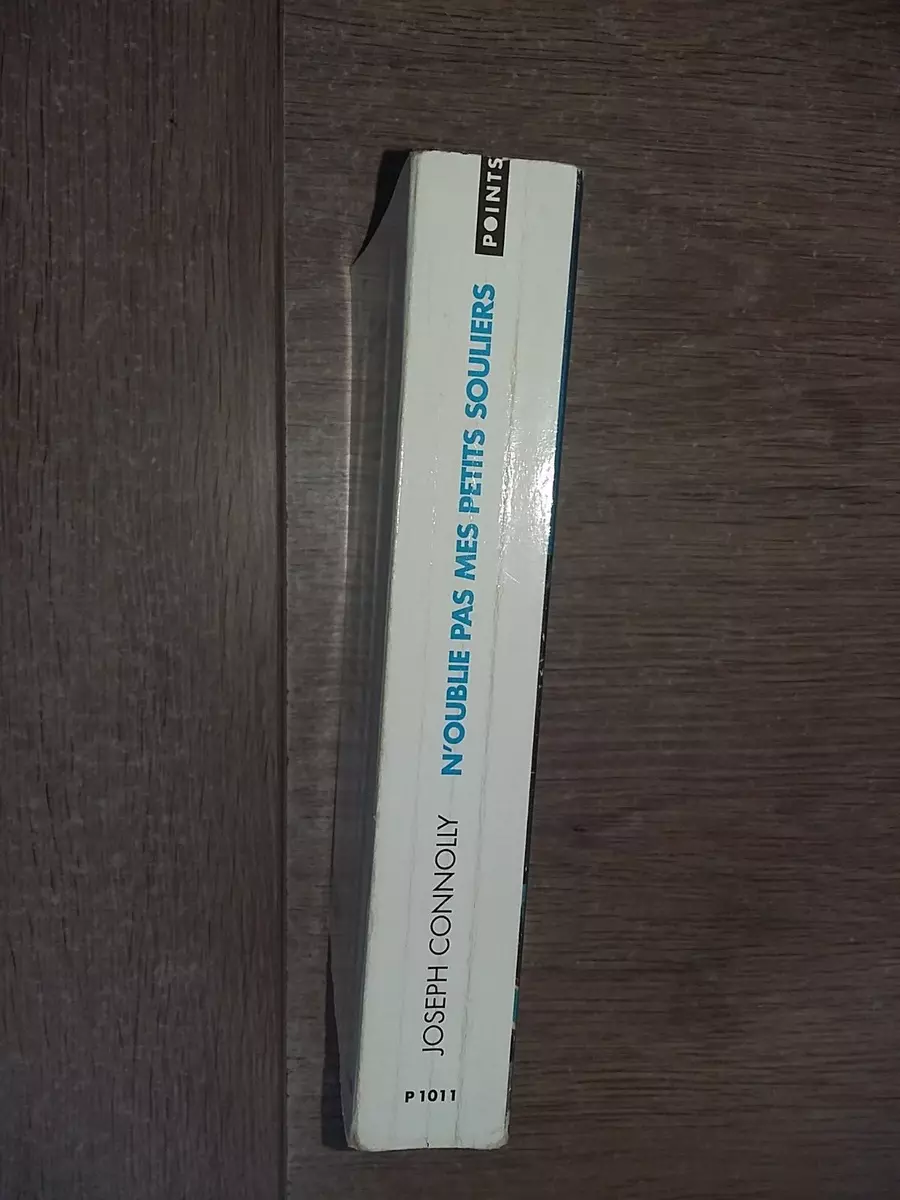 JOSEPH CONNOLLY
N'OUBLIE PAS MES PETITS SOULIERS
POINTS
P 1011